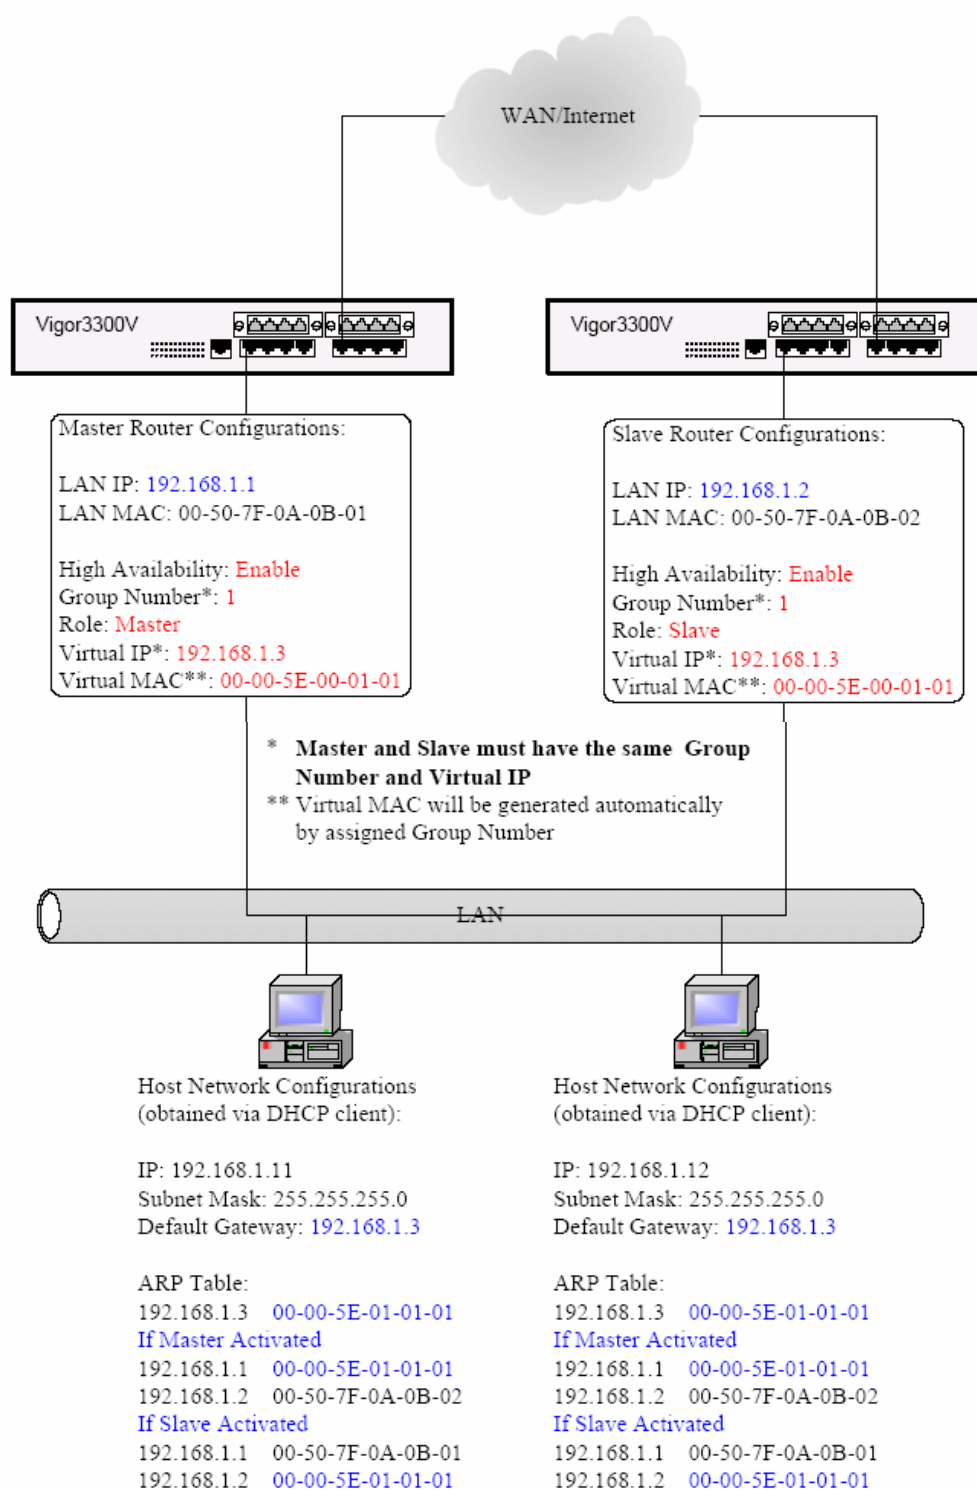 WAN/Internet
Vigor3300V
Vigor3300V
Master Router Configurations:
LAN IP: 192.168.1.1
LAN MAC: 00-50-7F-0A-0B-01
High Availability: Enable
Group Number*: 1
Role: Master
Virtual IP*: 192.168.1.3
Virtual MAC**: 00-00-5E-00-01-01
Slave Router Configurations:
LAN IP: 192.168.1.2
LAN MAC: 00-50-7F-0A-0B-02
High Availability: Enable
Group Number*: 1
Role: Slave
Virtual IP*: 192.168.1.3
Virtual MAC**: 00-00-5E-00-01-01
* Master and Slave must have the same Group
Number and Virtual IP
** Virtual MAC will be generated automatically
by assigned Group Number
LAN
Host Network Configurations
(obtained via DHCP client):
IP: 192.168.1.11
Subnet Mask: 255.255.255.0
Default Gateway: 192.168.1.3
ARP Table:
192.168.1.3 00-00-5E-01-01-01
If Master Activated
192.168.1.1 00-00-5E-01-01-01
192.168.1.2 00-50-7F-0A-0B-02
If Slave Activated
192.168.1.1 00-50-7F-0A-0B-01
192.168.1.2 00-00-5E-01-01-01
Host Network Configurations
(obtained via DHCP client):
IP: 192.168.1.12
Subnet Mask: 255.255.255.0
Default Gateway: 192.168.1.3
ARP Table:
192.168.1.3 00-00-5E-01-01-01
If Master Activated
192.168.1.1 00-00-5E-01-01-01
192.168.1.2 00-50-7F-0A-0B-02
If Slave Activated
192.168.1.1 00-50-7F-0A-0B-01
192.168.1.2 00-00-5E-01-01-01